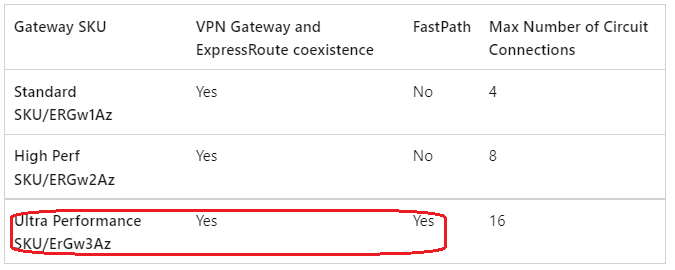 Gateway SKU VPN Gateway and FastPath Max Number of Circuit
ExpressRoute coexistence Connections
Standard Yes No 4
SKU/ERGw1Az
High Perf Yes No 8
SKU/ERGw2Az
Ultra Performance Yes Yes 16
SKU/ErGw3Az